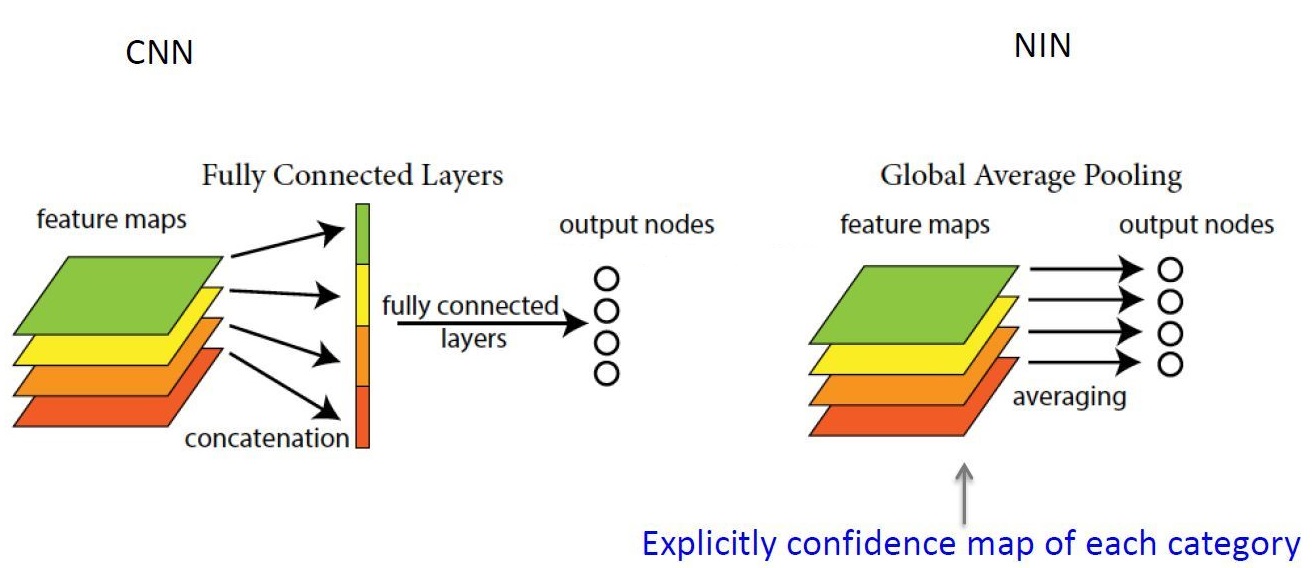 CNN
NIN
Fully Connected Layers
feature maps
output nodes
fully connected
layers
concatenation
Global Average Pooling
feature maps
output nodes
averaging
Explicitly confidence map of each category